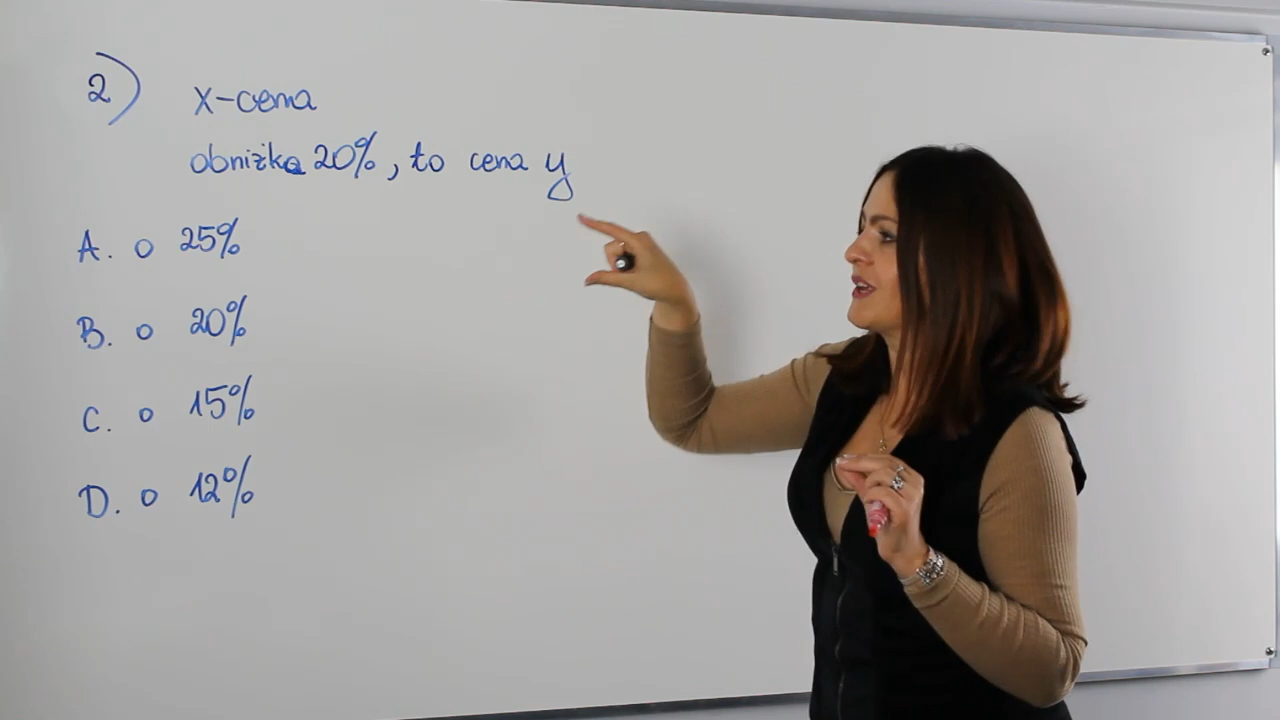 2) x-cena
obniżka 20%, to cena y
A. o 25%
B. o 20%
C. o 15%
D. o 12%